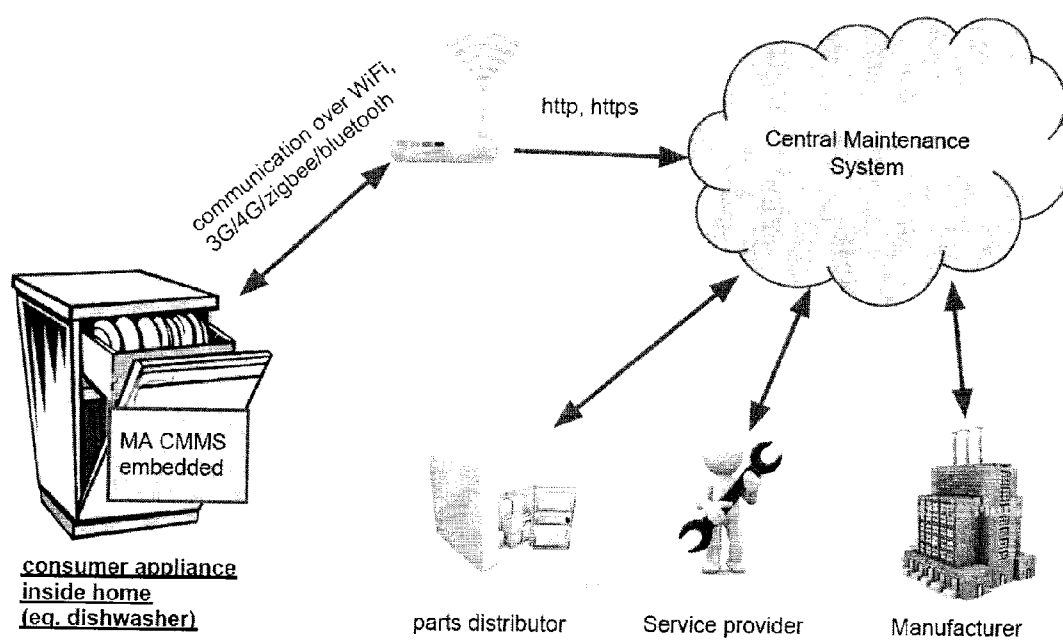 communication over WiFi,
3G/4G/zigbee/bluetooth
http, https
Central Maintenance
System
MA CMMS
embedded
consumer appliance
inside home
(eg. dishwasher)
parts distributor
Service provider
Manufacturer